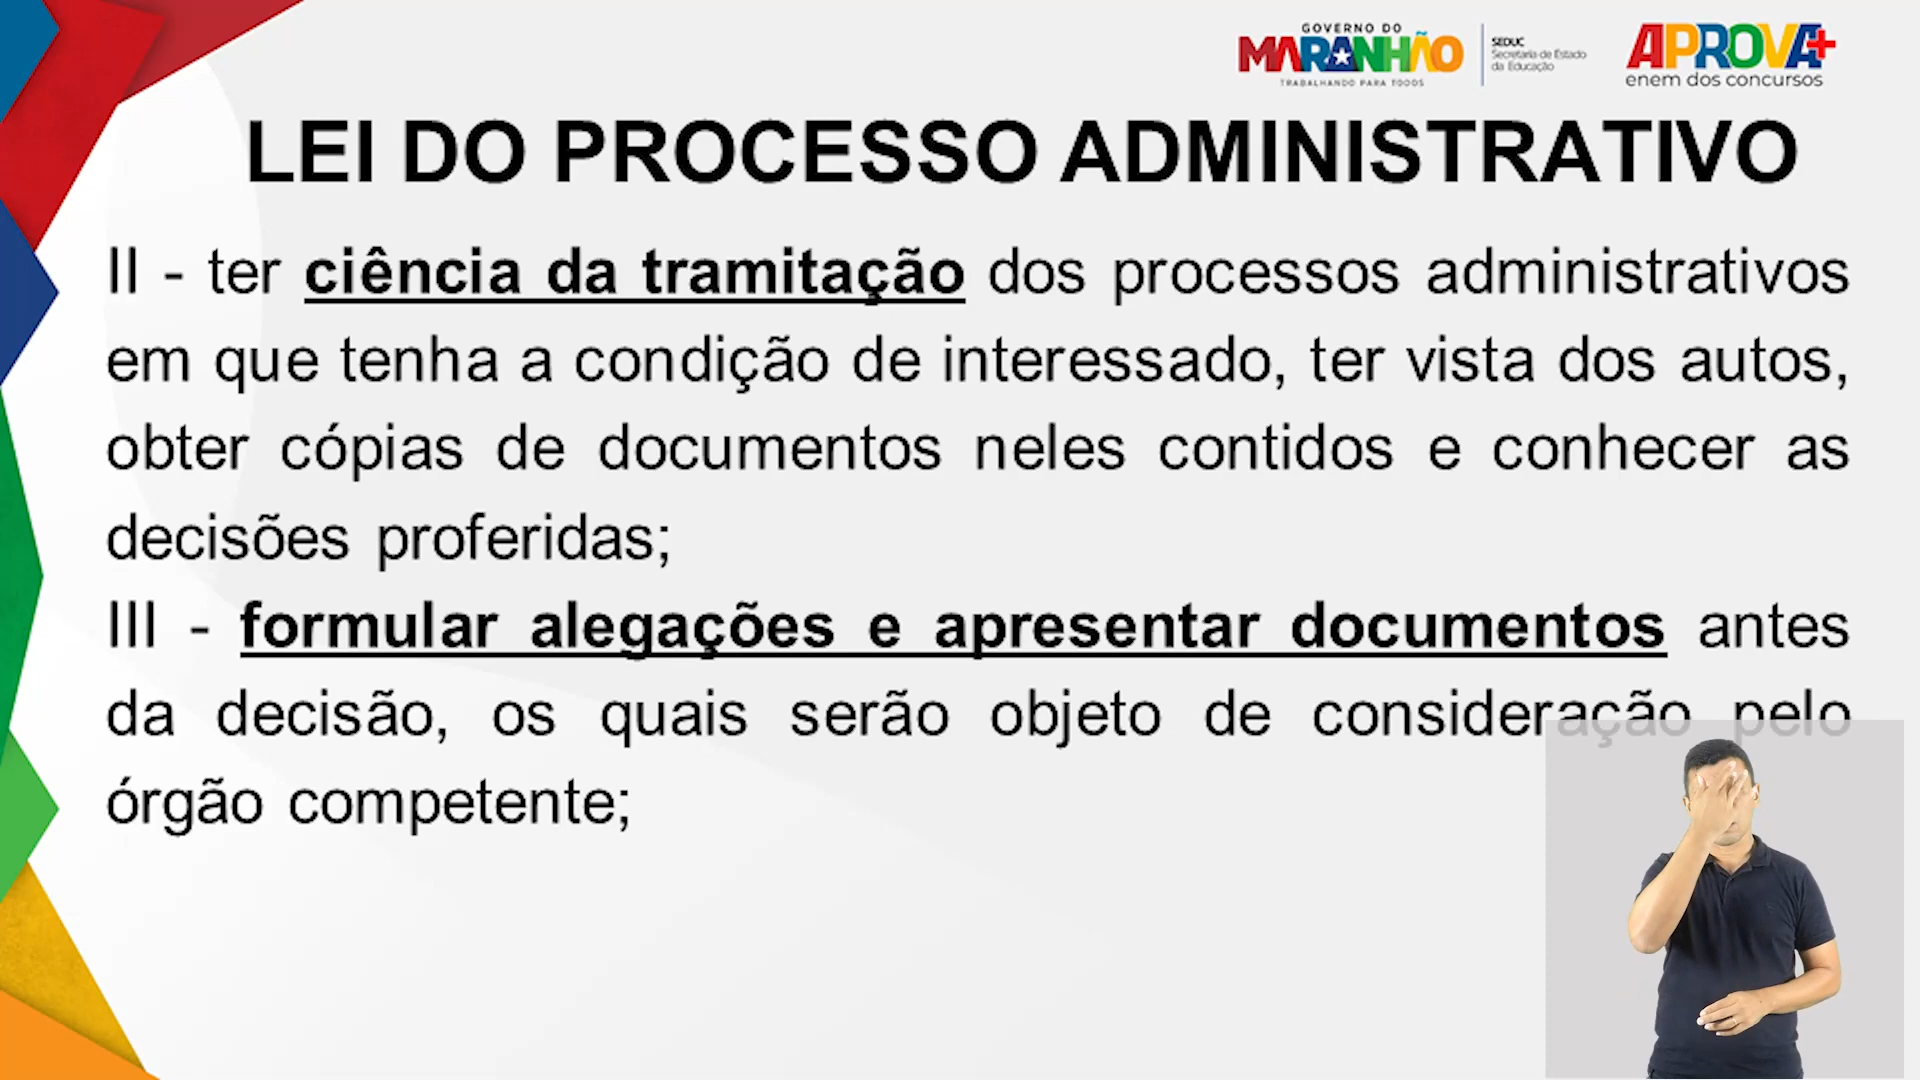 GOVERNO DO
MARANHÃO
TRABALHANDO PARA TODOS
SEDUC
Secretaria de Estado
da Educação
APROVA+
enem dos concursos
LEI DO PROCESSO ADMINISTRATIVO
II - ter ciência da tramitação dos processos administrativos
em que tenha a condição de interessado, ter vista dos autos,
obter cópias de documentos neles contidos e conhecer as
decisões proferidas;
III - formular alegações e apresentar documentos antes
da decisão, os quais serão objeto de consideração pelo
órgão competente;